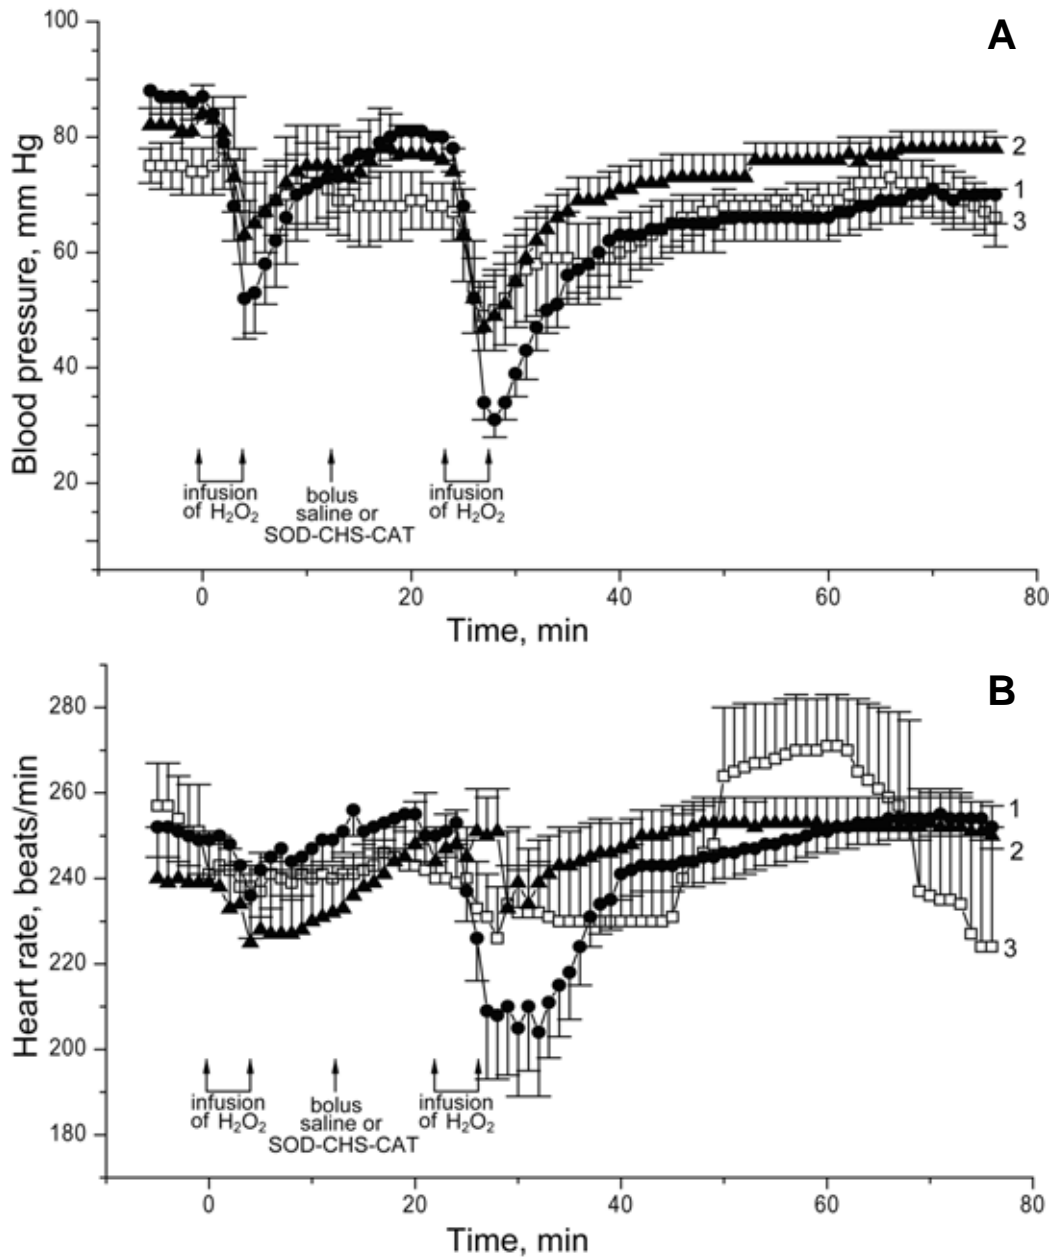 A
100
80
60
40
20
Blood pressure, mm Hg
2
1
3
infusion
of H₂O₂
bolus
saline or
SOD-CHS-CAT
infusion
of H₂O₂
0
20
40
60
80
Time, min
B
280
260
240
220
200
180
Heart rate, beats/min
1
2
3
infusion
of H₂O₂
bolus
saline or
SOD-CHS-CAT
infusion
of H₂O₂
0
20
40
60
80
Time, min